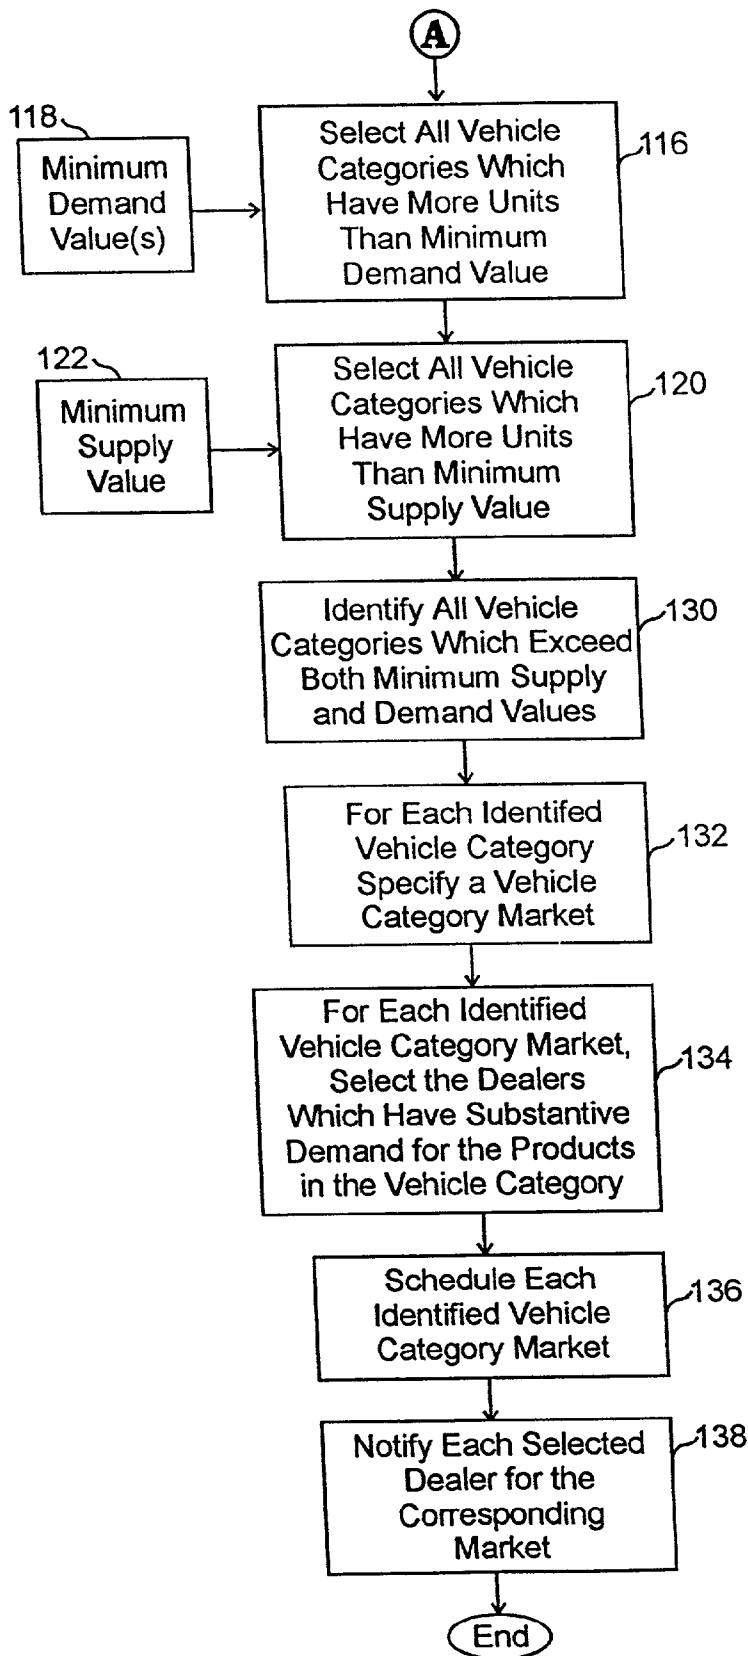 A
118
Minimum
Demand
Value(s)
Select All Vehicle
Categories Which
Have More Units
Than Minimum
Demand Value
116
122
Minimum
Supply
Value
Select All Vehicle
Categories Which
Have More Units
Than Minimum
Supply Value
120
Identify All Vehicle
Categories Which Exceed
Both Minimum Supply
and Demand Values
130
For Each Identifed
Vehicle Category
Specify a Vehicle
Category Market
132
For Each Identified
Vehicle Category Market,
Select the Dealers
Which Have Substantive
Demand for the Products
in the Vehicle Category
134
Schedule Each
Identified Vehicle
Category Market
136
Notify Each Selected
Dealer for the
Corresponding
Market
138
End